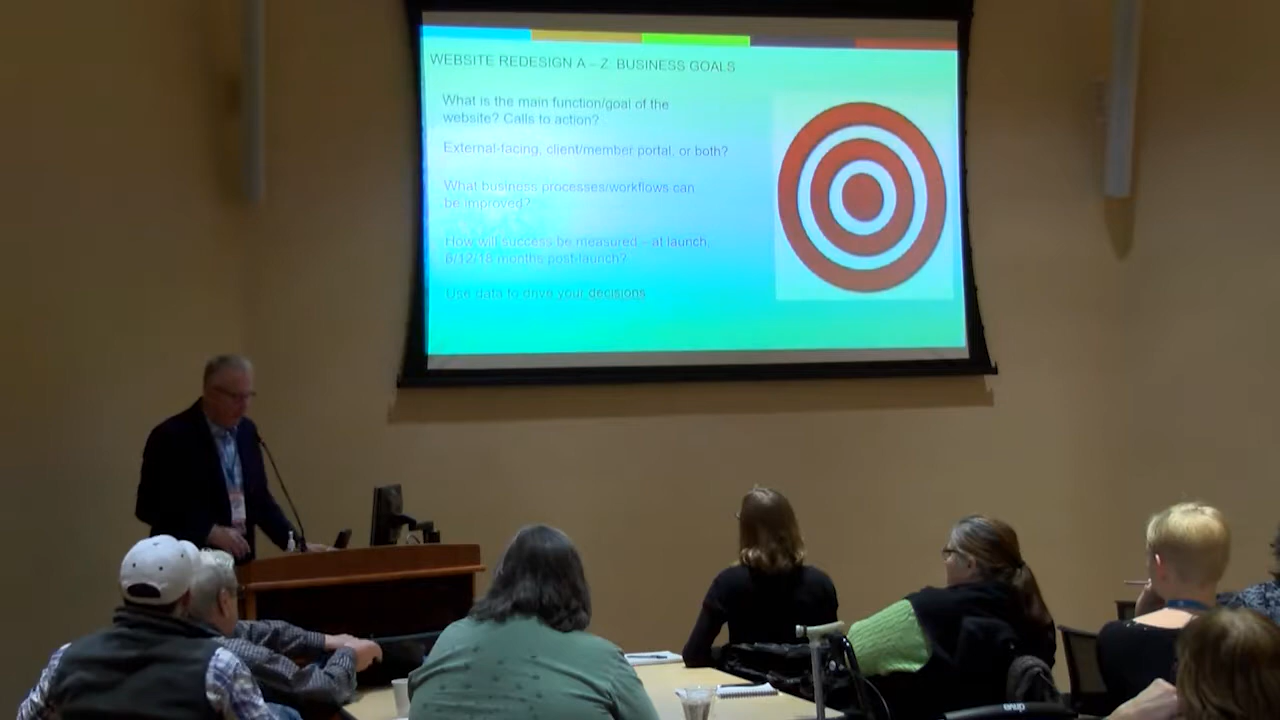 WEBSITE REDESIGN A – Z: BUSINESS GOALS
What is the main function/goal of the
website? Calls to action?
External-facing, client/member portal, or both?
What business processes/workflows can
be improved?
How will success be measured – at launch,
6/12/18 months post-launch?
Use data to drive your decisions
drive